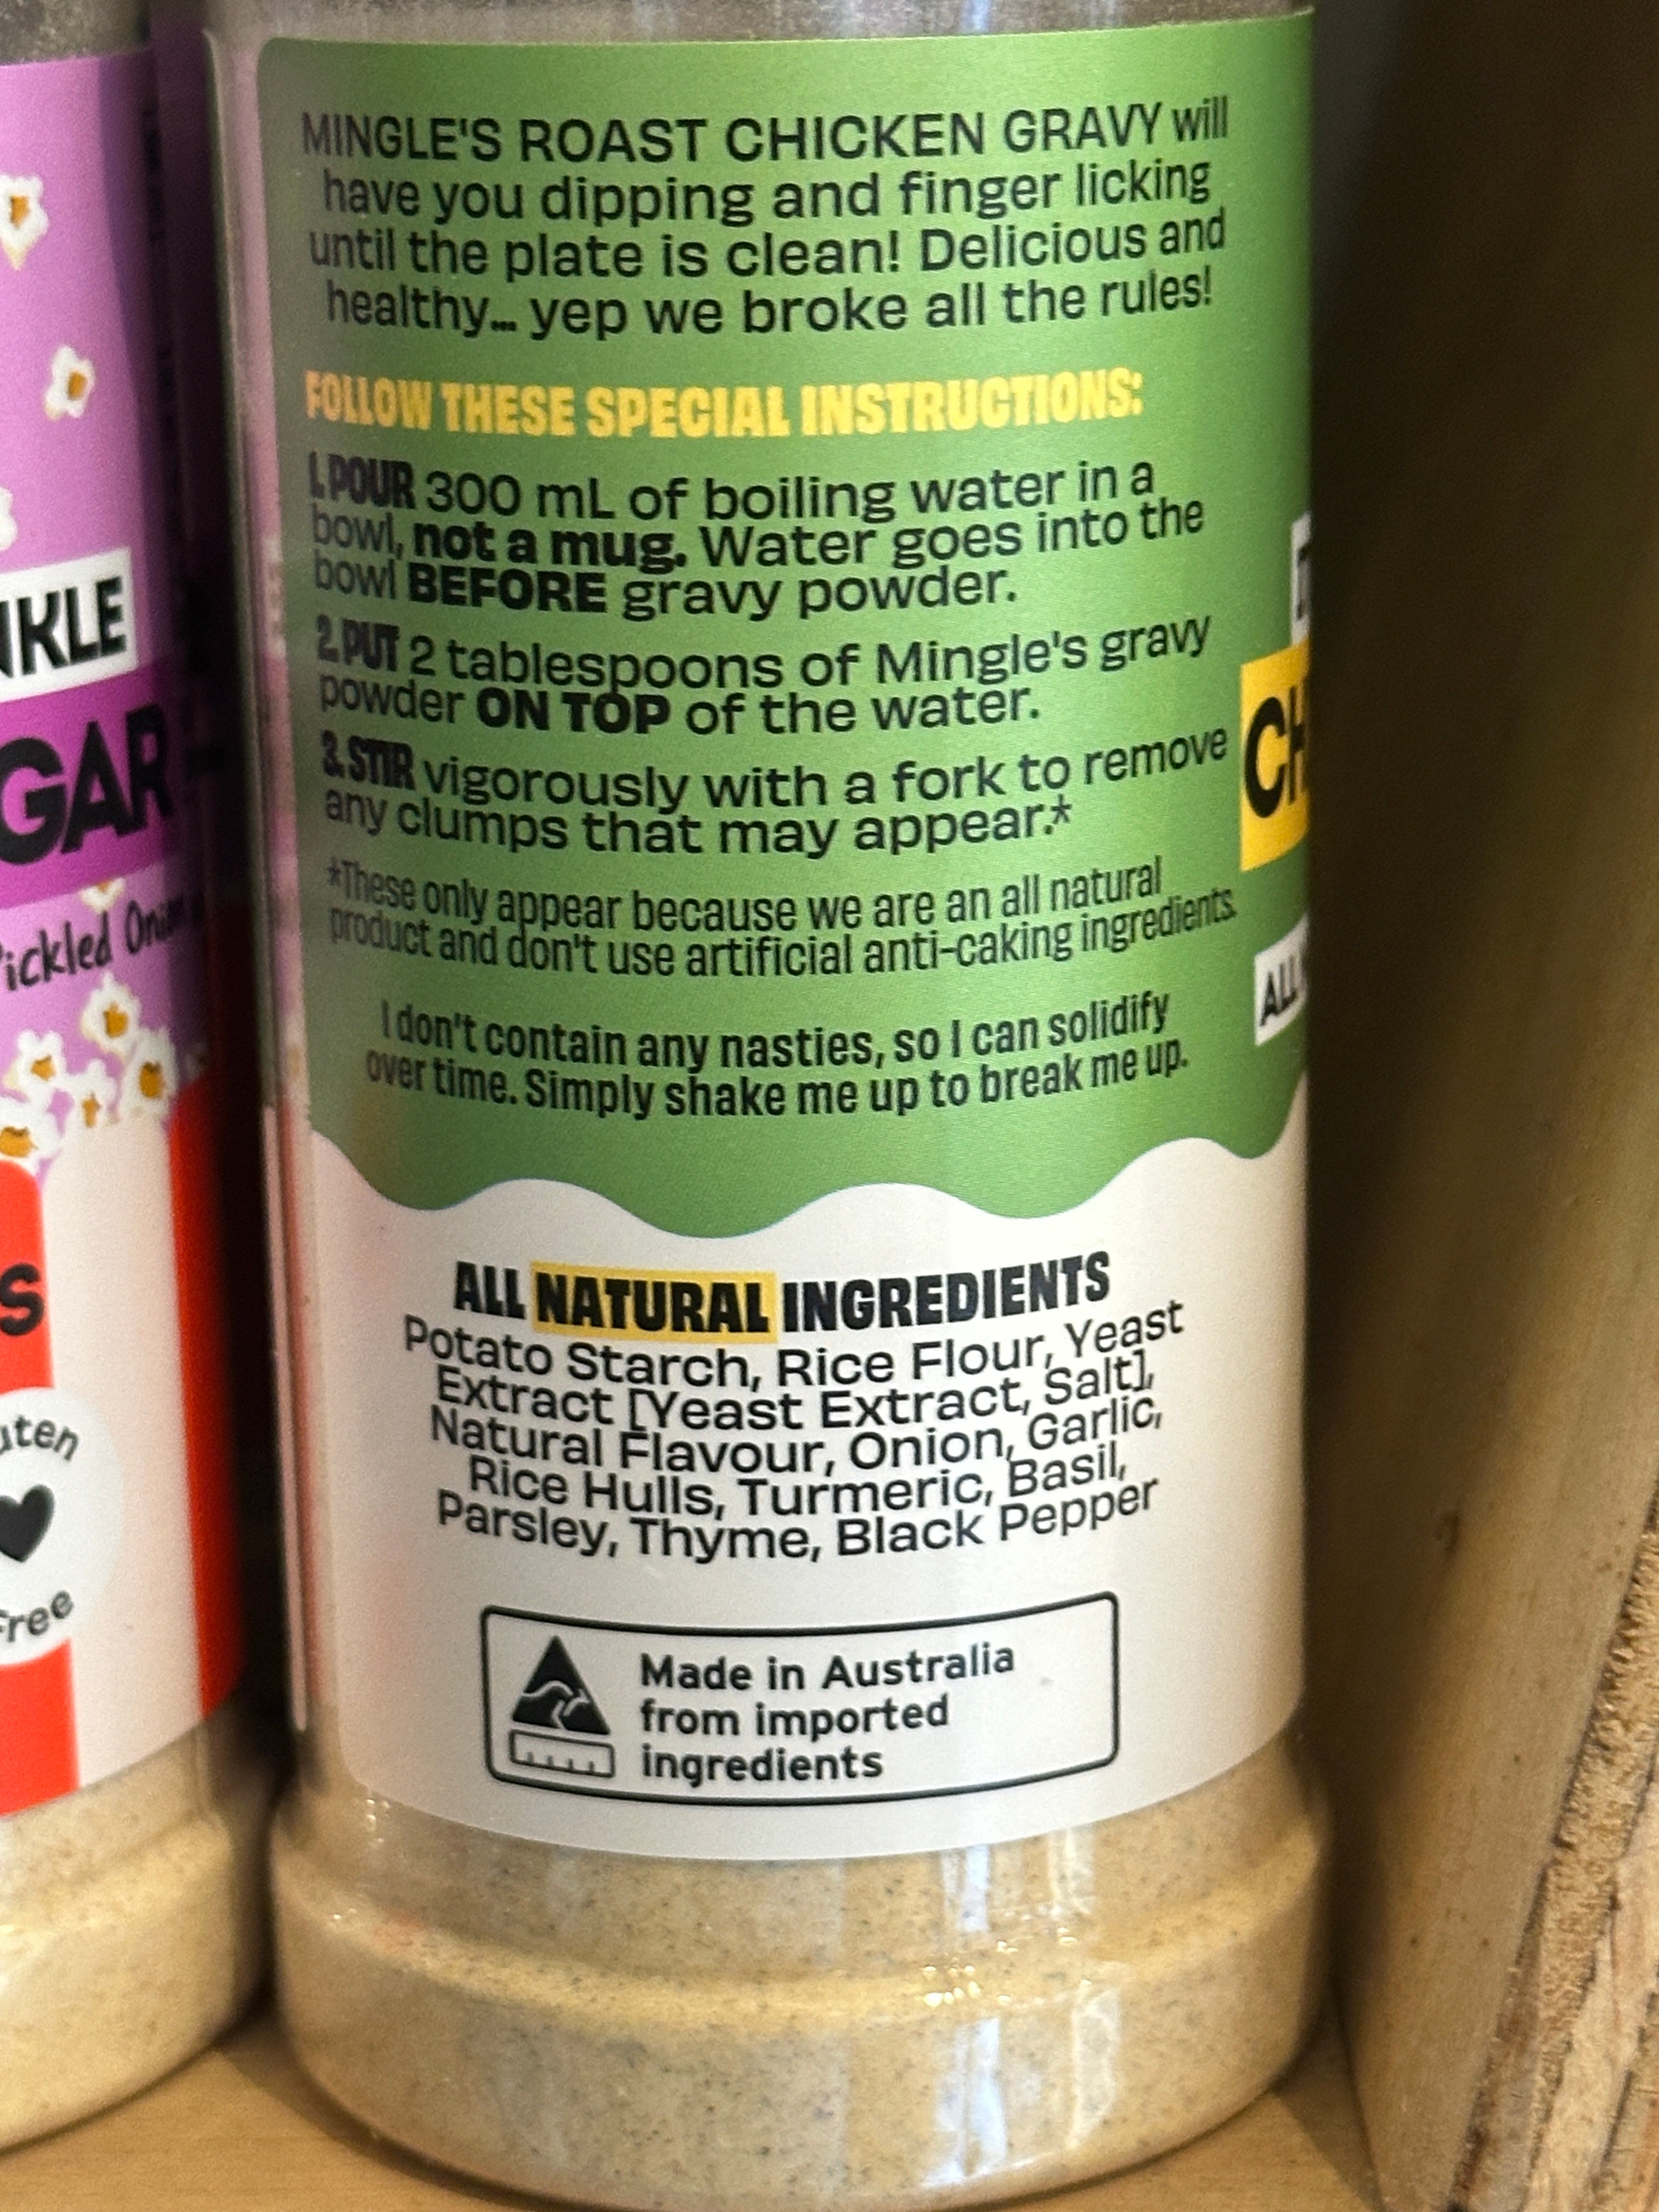 MINGLE'S ROAST CHICKEN GRAVY will
have you dipping and finger licking
until the plate is clean! Delicious and
healthy... yep we broke all the rules!
FOLLOW THESE SPECIAL INSTRUCTIONS:
1. POUR 300 mL of boiling water in a
bowl, not a mug. Water goes into the
bowl BEFORE gravy powder.
2. PUT 2 tablespoons of Mingle's gravy
powder ON TOP of the water.
3. STIR vigorously with a fork to remove
any clumps that may appear.*
*These only appear because we are an all natural
product and don't use artificial anti-caking ingredients.
I don't contain any nasties, so I can solidify
over time. Simply shake me up to break me up.
ALL NATURAL INGREDIENTS
Potato Starch, Rice Flour, Yeast
Extract [Yeast Extract, Salt],
Natural Flavour, Onion, Garlic,
Rice Hulls, Turmeric, Basil,
Parsley, Thyme, Black Pepper
Made in Australia
from imported
ingredients
NKLE
GAR
ickled
S
uten
Free
CH
ALL